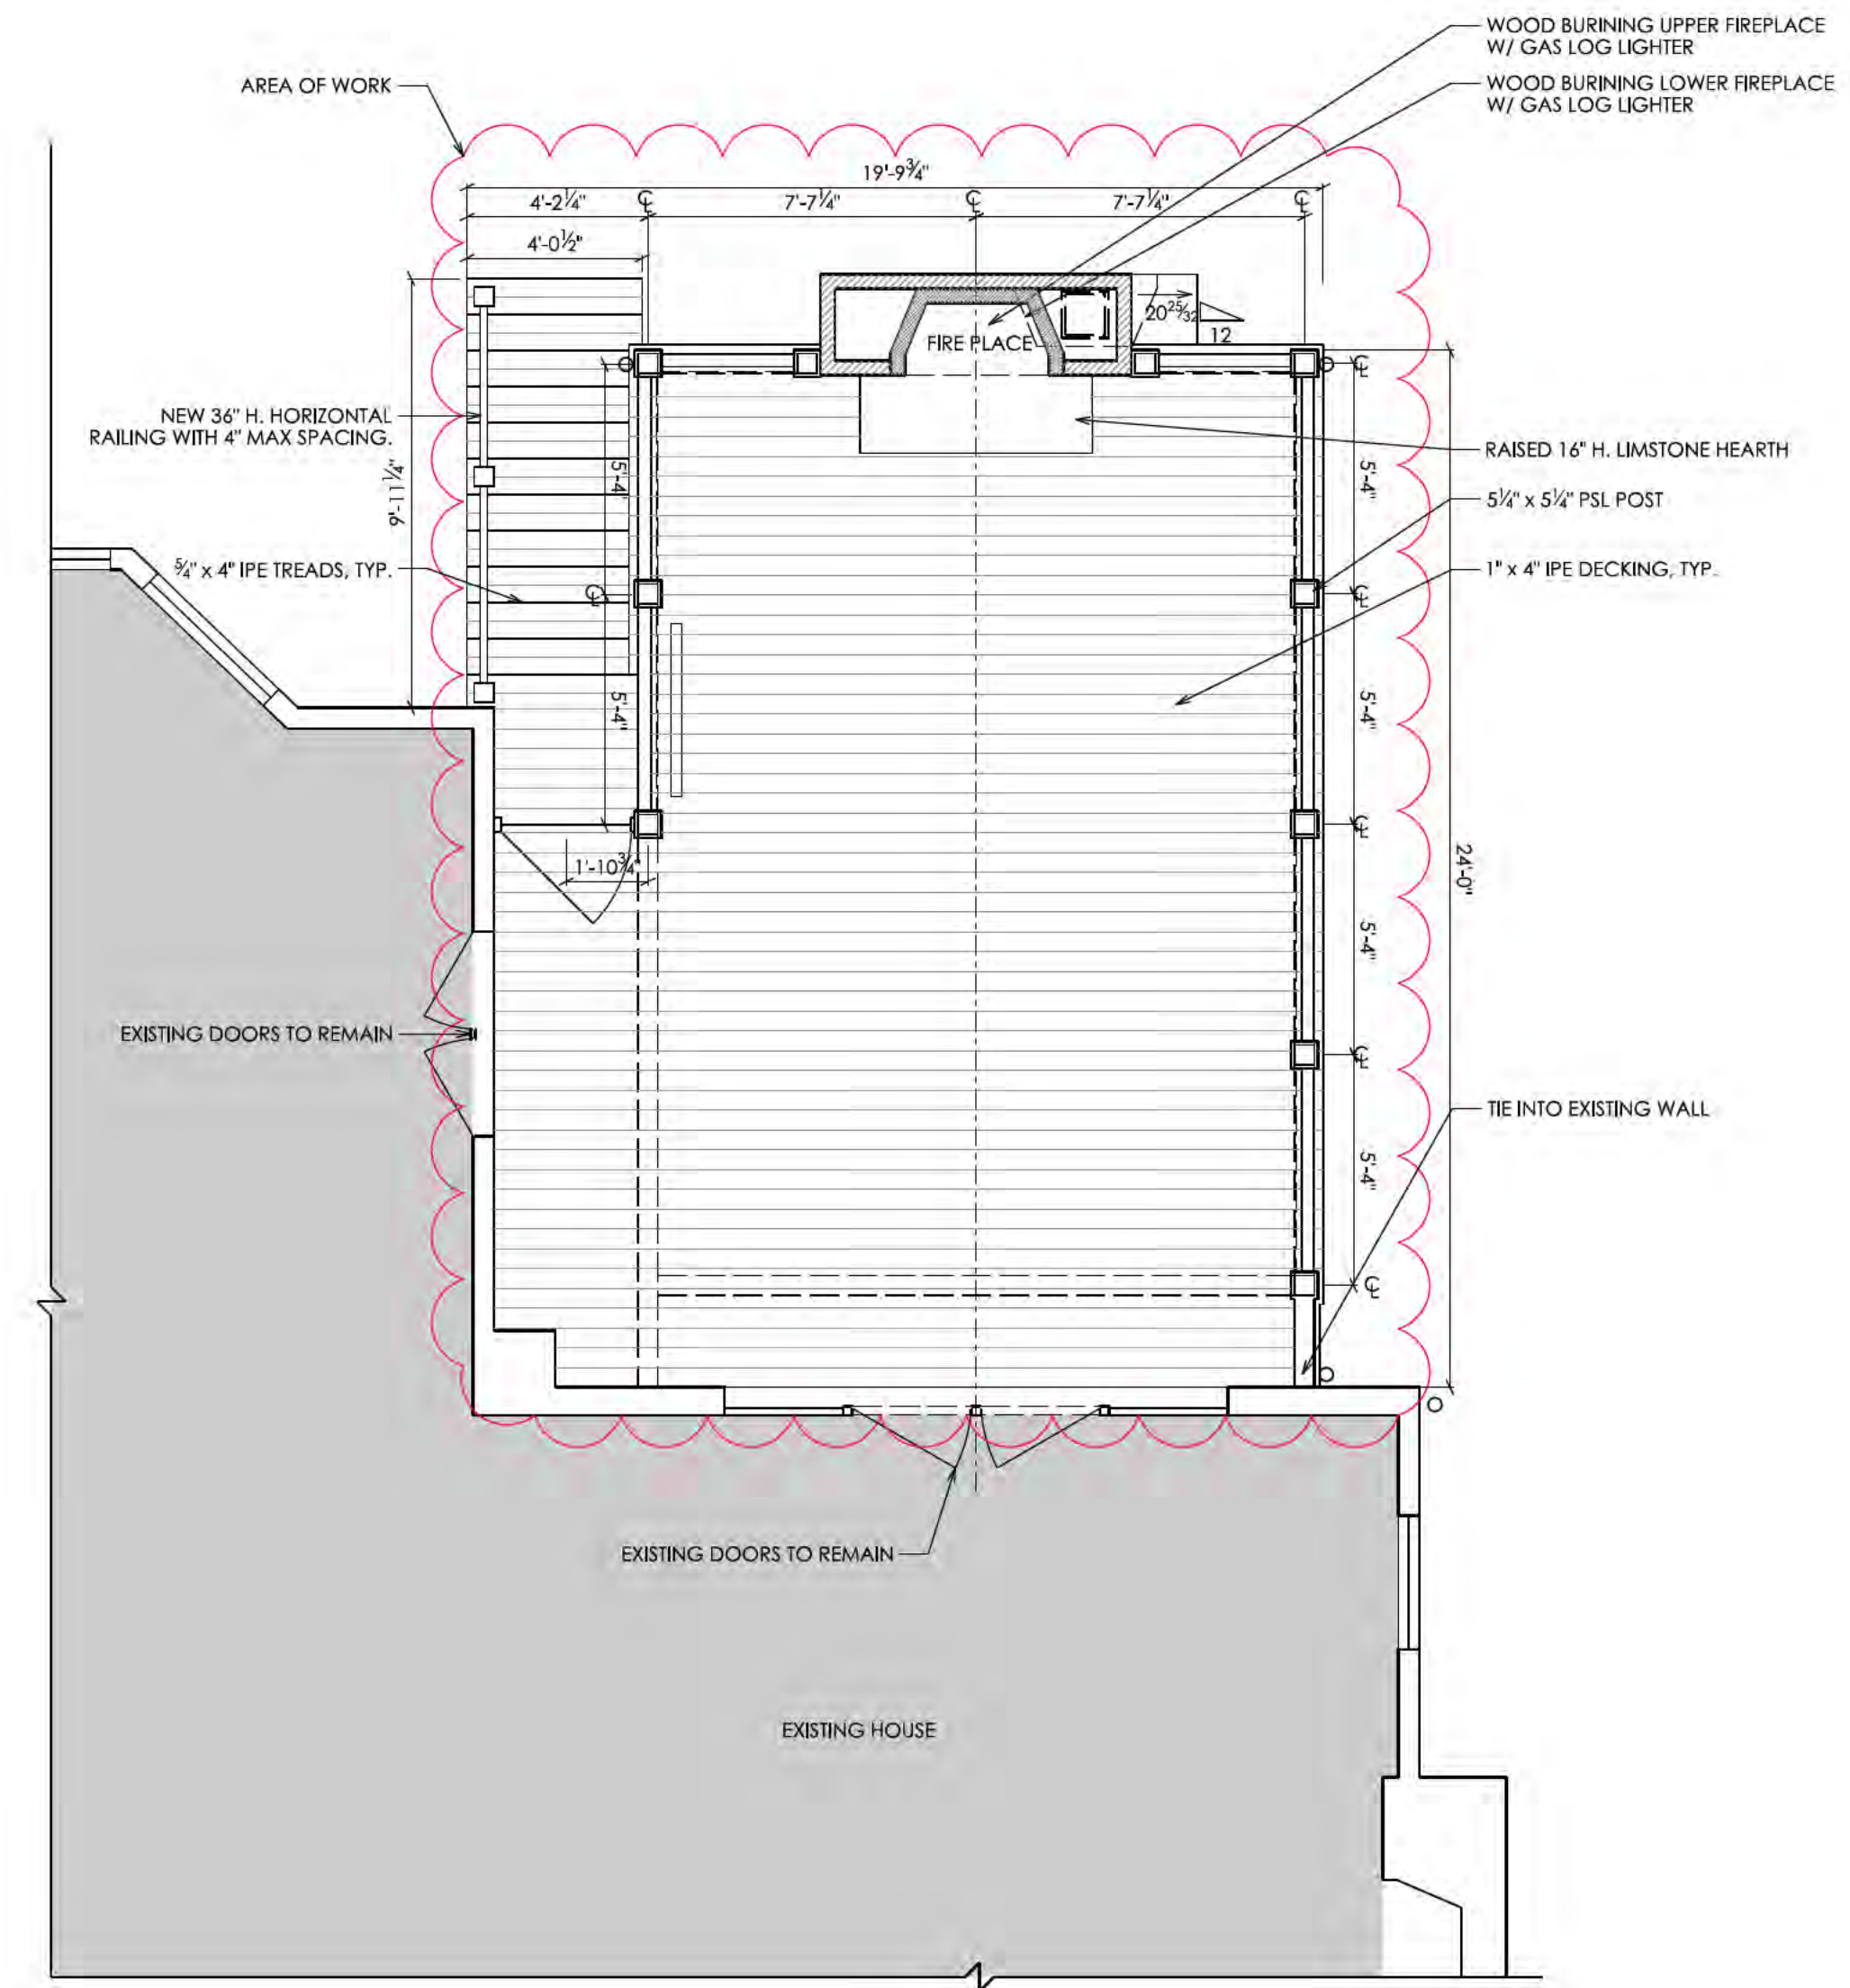 WOOD BURINING UPPER FIREPLACE
W/ GAS LOG LIGHTER
WOOD BURINING LOWER FIREPLACE
W/ GAS LOG LIGHTER
AREA OF WORK
19'-9¾"
4'-2¼"
℄
7'-7¼"
℄
7'-7¼"
℄
4'-0½"
20 25/32
12
FIRE PLACE
℄
NEW 36" H. HORIZONTAL
RAILING WITH 4" MAX SPACING.
9'-11¼"
5'-4"
5'-4"
RAISED 16" H. LIMSTONE HEARTH
5¼" x 5¼" PSL POST
5/4" x 4" IPE TREADS, TYP.
℄
℄
1" x 4" IPE DECKING, TYP.
5'-4"
5'-4"
℄
1'-10¾"
24'-0"
5'-4"
EXISTING DOORS TO REMAIN
℄
TIE INTO EXISTING WALL
5'-4"
℄
EXISTING DOORS TO REMAIN
EXISTING HOUSE